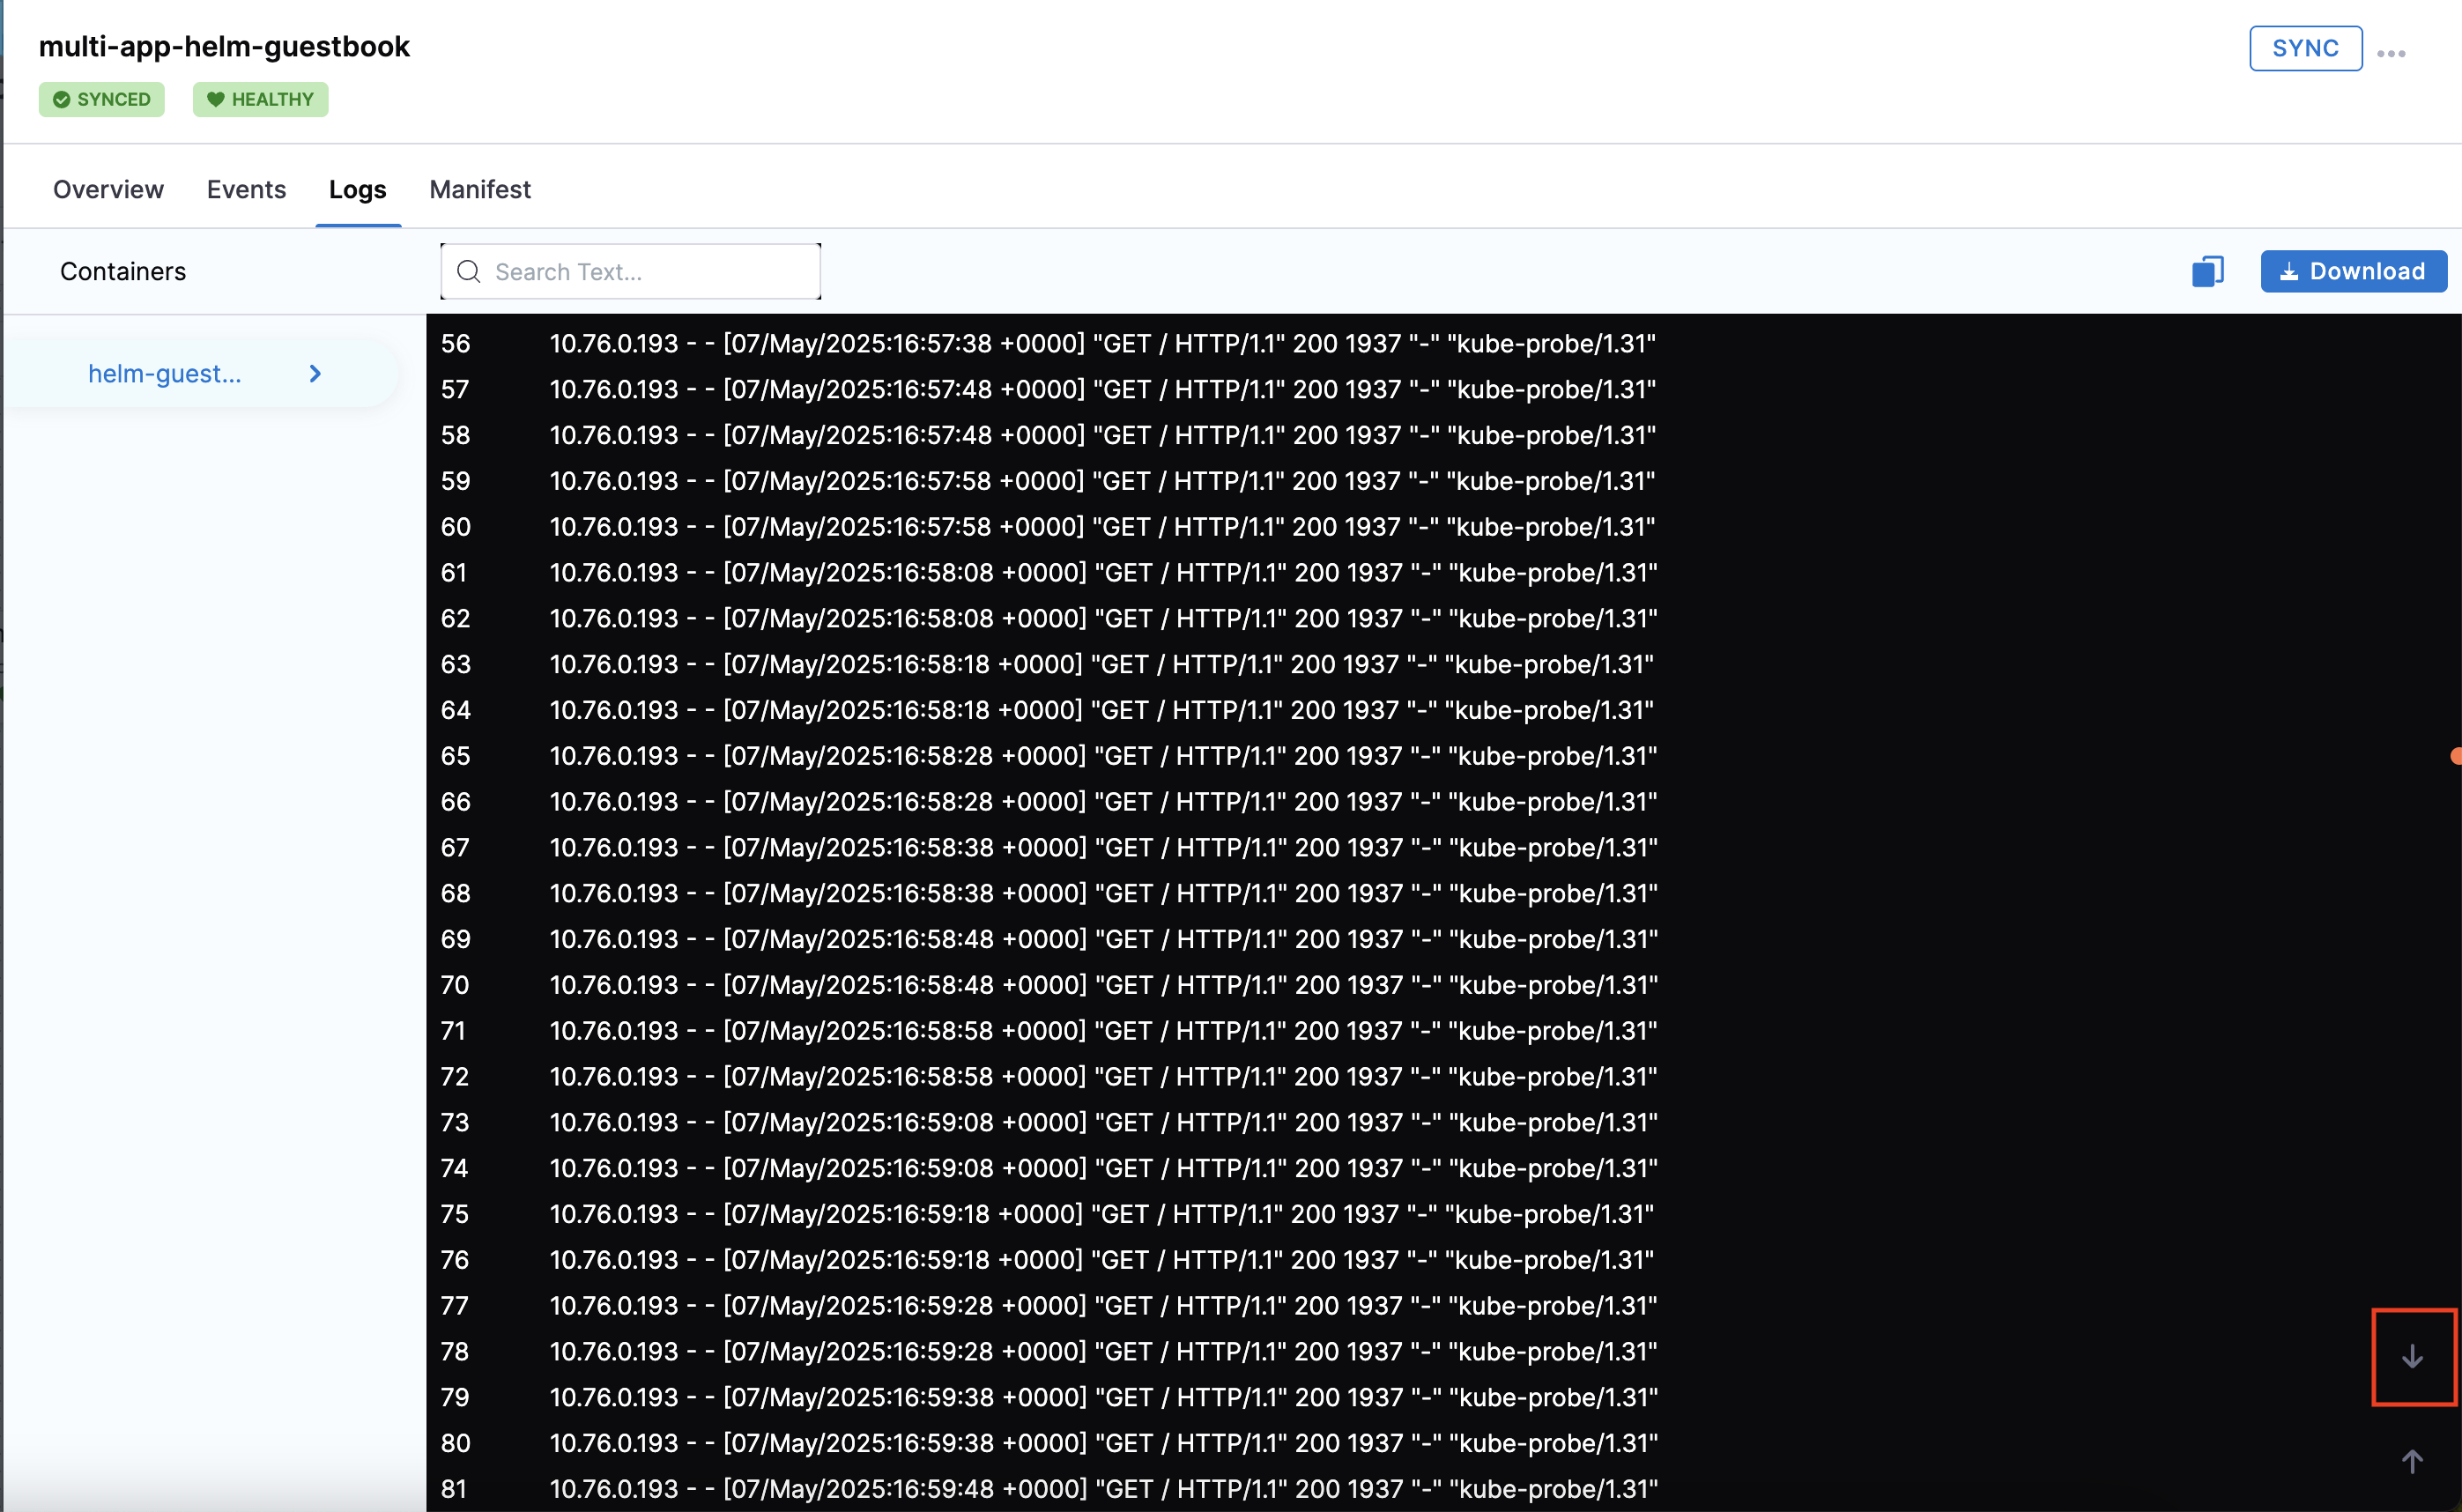 multi-app-helm-guestbook
SYNC
SYNCED HEALTHY
Overview Events Logs Manifest
Containers
Search Text...
Download
helm-guest...
56 10.76.0.193 - - [07/May/2025:16:57:38 +0000] "GET / HTTP/1.1" 200 1937 "-" "kube-probe/1.31"
57 10.76.0.193 - - [07/May/2025:16:57:48 +0000] "GET / HTTP/1.1" 200 1937 "-" "kube-probe/1.31"
58 10.76.0.193 - - [07/May/2025:16:57:48 +0000] "GET / HTTP/1.1" 200 1937 "-" "kube-probe/1.31"
59 10.76.0.193 - - [07/May/2025:16:57:58 +0000] "GET / HTTP/1.1" 200 1937 "-" "kube-probe/1.31"
60 10.76.0.193 - - [07/May/2025:16:57:58 +0000] "GET / HTTP/1.1" 200 1937 "-" "kube-probe/1.31"
61 10.76.0.193 - - [07/May/2025:16:58:08 +0000] "GET / HTTP/1.1" 200 1937 "-" "kube-probe/1.31"
62 10.76.0.193 - - [07/May/2025:16:58:08 +0000] "GET / HTTP/1.1" 200 1937 "-" "kube-probe/1.31"
63 10.76.0.193 - - [07/May/2025:16:58:18 +0000] "GET / HTTP/1.1" 200 1937 "-" "kube-probe/1.31"
64 10.76.0.193 - - [07/May/2025:16:58:18 +0000] "GET / HTTP/1.1" 200 1937 "-" "kube-probe/1.31"
65 10.76.0.193 - - [07/May/2025:16:58:28 +0000] "GET / HTTP/1.1" 200 1937 "-" "kube-probe/1.31"
66 10.76.0.193 - - [07/May/2025:16:58:28 +0000] "GET / HTTP/1.1" 200 1937 "-" "kube-probe/1.31"
67 10.76.0.193 - - [07/May/2025:16:58:38 +0000] "GET / HTTP/1.1" 200 1937 "-" "kube-probe/1.31"
68 10.76.0.193 - - [07/May/2025:16:58:38 +0000] "GET / HTTP/1.1" 200 1937 "-" "kube-probe/1.31"
69 10.76.0.193 - - [07/May/2025:16:58:48 +0000] "GET / HTTP/1.1" 200 1937 "-" "kube-probe/1.31"
70 10.76.0.193 - - [07/May/2025:16:58:48 +0000] "GET / HTTP/1.1" 200 1937 "-" "kube-probe/1.31"
71 10.76.0.193 - - [07/May/2025:16:58:58 +0000] "GET / HTTP/1.1" 200 1937 "-" "kube-probe/1.31"
72 10.76.0.193 - - [07/May/2025:16:58:58 +0000] "GET / HTTP/1.1" 200 1937 "-" "kube-probe/1.31"
73 10.76.0.193 - - [07/May/2025:16:59:08 +0000] "GET / HTTP/1.1" 200 1937 "-" "kube-probe/1.31"
74 10.76.0.193 - - [07/May/2025:16:59:08 +0000] "GET / HTTP/1.1" 200 1937 "-" "kube-probe/1.31"
75 10.76.0.193 - - [07/May/2025:16:59:18 +0000] "GET / HTTP/1.1" 200 1937 "-" "kube-probe/1.31"
76 10.76.0.193 - - [07/May/2025:16:59:18 +0000] "GET / HTTP/1.1" 200 1937 "-" "kube-probe/1.31"
77 10.76.0.193 - - [07/May/2025:16:59:28 +0000] "GET / HTTP/1.1" 200 1937 "-" "kube-probe/1.31"
78 10.76.0.193 - - [07/May/2025:16:59:28 +0000] "GET / HTTP/1.1" 200 1937 "-" "kube-probe/1.31"
79 10.76.0.193 - - [07/May/2025:16:59:38 +0000] "GET / HTTP/1.1" 200 1937 "-" "kube-probe/1.31"
80 10.76.0.193 - - [07/May/2025:16:59:38 +0000] "GET / HTTP/1.1" 200 1937 "-" "kube-probe/1.31"
81 10.76.0.193 - - [07/May/2025:16:59:48 +0000] "GET / HTTP/1.1" 200 1937 "-" "kube-probe/1.31"